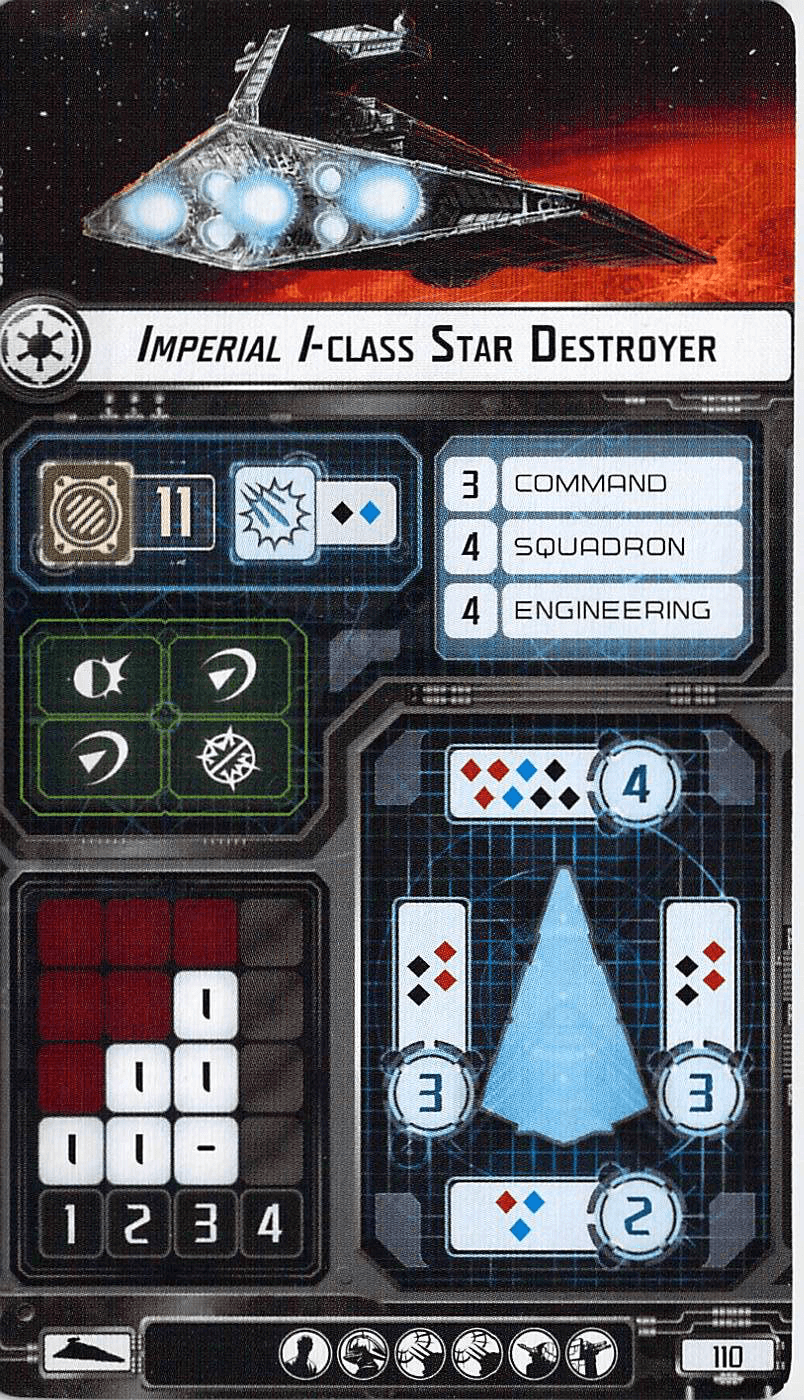 IMPERIAL I-CLASS STAR DESTROYER
11
3 COMMAND
4 SQUADRON
4 ENGINEERING
4
3
3
2
I
I I
I I -
1 2 3 4
110